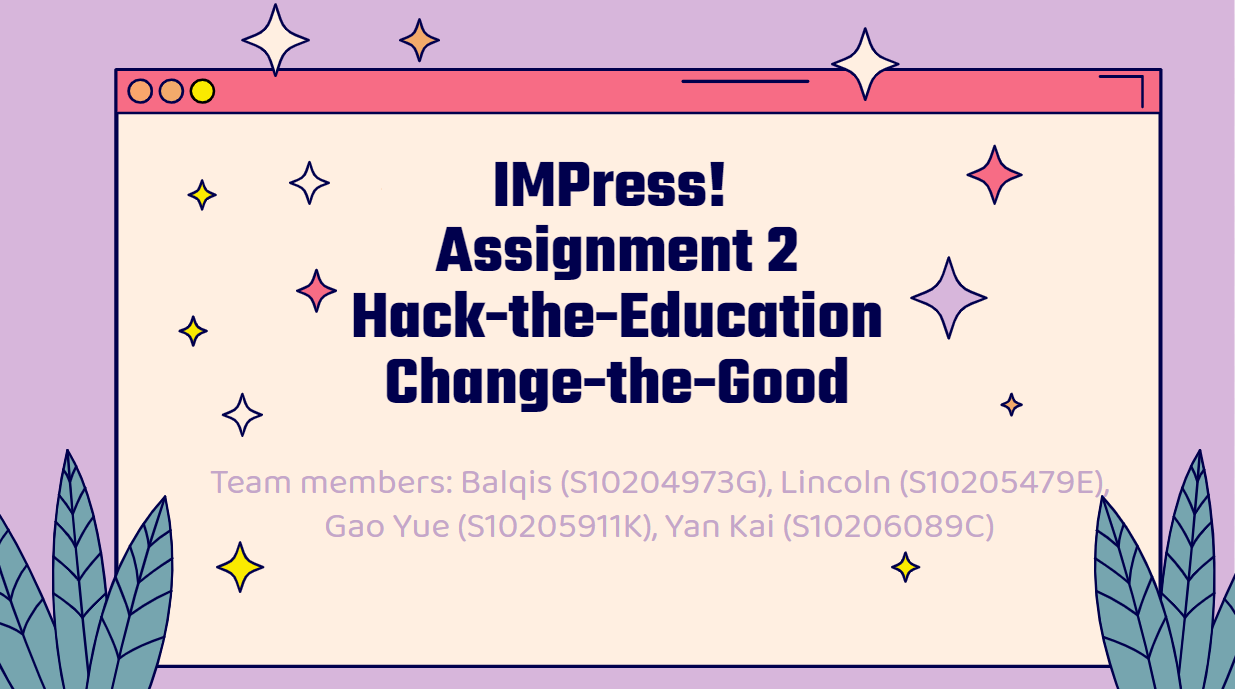 IMPress!
Assignment 2
Hack-the-Education
Change-the-Good
Team members: Balqis (S10204973G), Lincoln (S10205479E),
Gao Yue (S10205911K), Yan Kai (S10206089C)